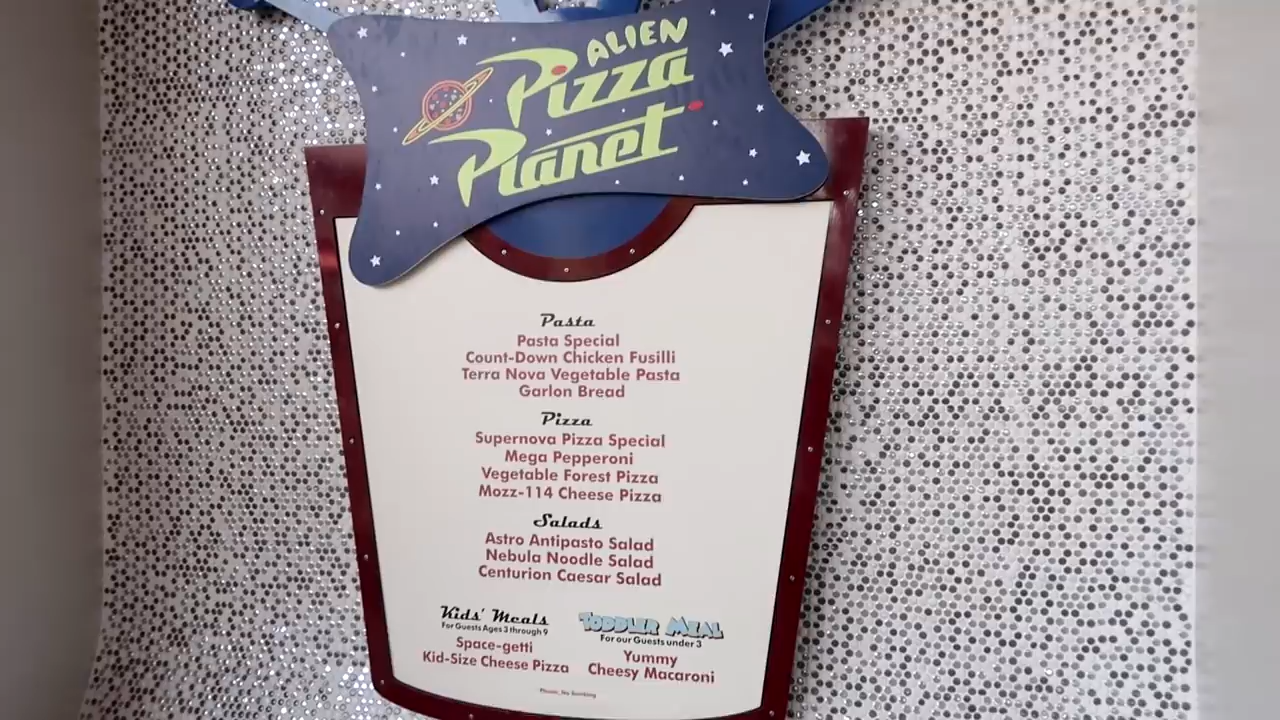 ALIEN
Pizza
Planet
Pasta
Pasta Special
Count-Down Chicken Fusilli
Terra Nova Vegetable Pasta
Garlon Bread
Pizza
Supernova Pizza Special
Mega Pepperoni
Vegetable Forest Pizza
Mozz-114 Cheese Pizza
Salads
Astro Antipasto Salad
Nebula Noodle Salad
Centurion Caesar Salad
Kids' Meals
For Guests Ages 3 through 9
Space-getti
Kid-Size Cheese Pizza
TODDLER MEAL
For our Guests under 3
Yummy
Cheesy Macaroni